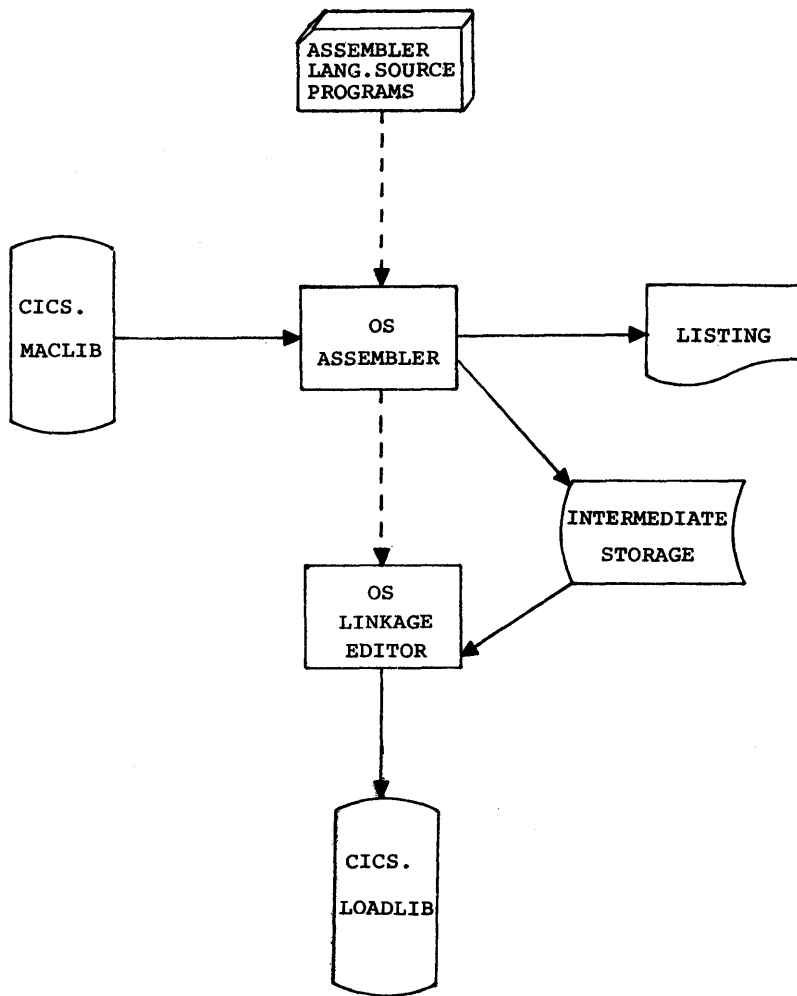 ASSEMBLER
LANG.SOURCE
PROGRAMS
CICS.
MACLIB
OS
ASSEMBLER
LISTING
INTERMEDIATE
STORAGE
OS
LINKAGE
EDITOR
CICS.
LOADLIB